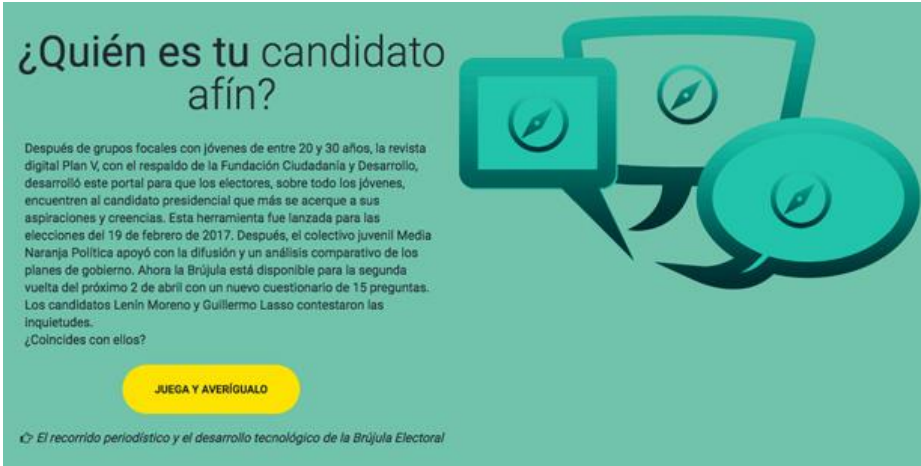 ¿Quién es tu candidato
afín?
Después de grupos focales con jóvenes de entre 20 y 30 años, la revista
digital Plan V, con el respaldo de la Fundación Ciudadanía y Desarrollo,
desarrolló este portal para que los electores, sobre todo los jóvenes,
encuentren al candidato presidencial que más se acerque a sus
aspiraciones y creencias. Esta herramienta fue lanzada para las
elecciones del 19 de febrero de 2017. Después, el colectivo juvenil Media
Naranja Política apoyó con la difusión y un análisis comparativo de los
planes de gobierno. Ahora la Brújula está disponible para la segunda
vuelta del próximo 2 de abril con un nuevo cuestionario de 15 preguntas.
Los candidatos Lenín Moreno y Guillermo Lasso contestaron las
inquietudes.
¿Coincides con ellos?
JUEGA Y AVERÍGUALO
El recorrido periodístico y el desarrollo tecnológico de la Brújula Electoral